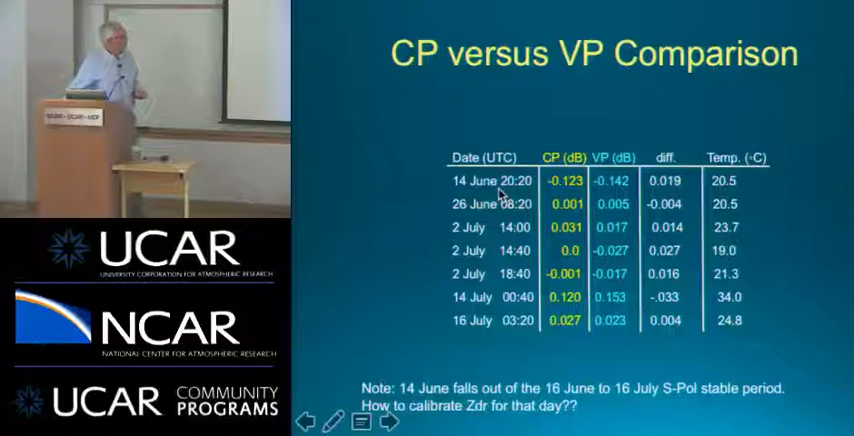 CP versus VP Comparison
Date (UTC) CP (dB) VP (dB) diff. Temp. (◦C)
14 June 20:20 -0.123 -0.142 0.019 20.5
26 June 08:20 0.001 0.005 -0.004 20.5
2 July 14:00 0.031 0.017 0.014 23.7
2 July 14:40 0.0 -0.027 0.027 19.0
2 July 18:40 -0.001 -0.017 0.016 21.3
14 July 00:40 0.120 0.153 -.033 34.0
16 July 03:20 0.027 0.023 0.004 24.8
Note: 14 June falls out of the 16 June to 16 July S-Pol stable period.
How to calibrate Zdr for that day??
UCAR
UNIVERSITY CORPORATION FOR ATMOSPHERIC RESEARCH
NCAR
NATIONAL CENTER FOR ATMOSPHERIC RESEARCH
UCAR COMMUNITY
PROGRAMS